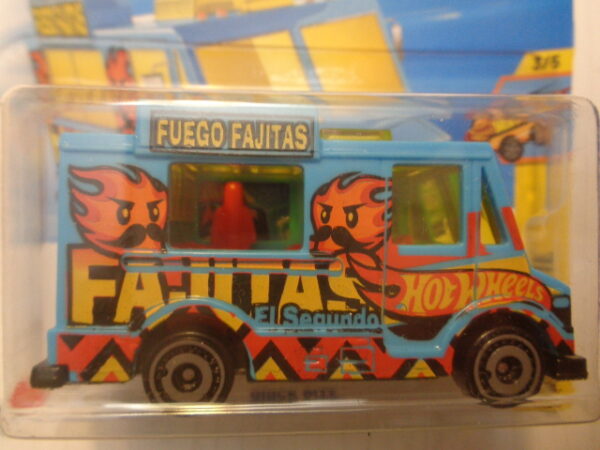 3/5
FUEGO FAJITAS
FAJITAS
HOT WHEELS
El Segundo